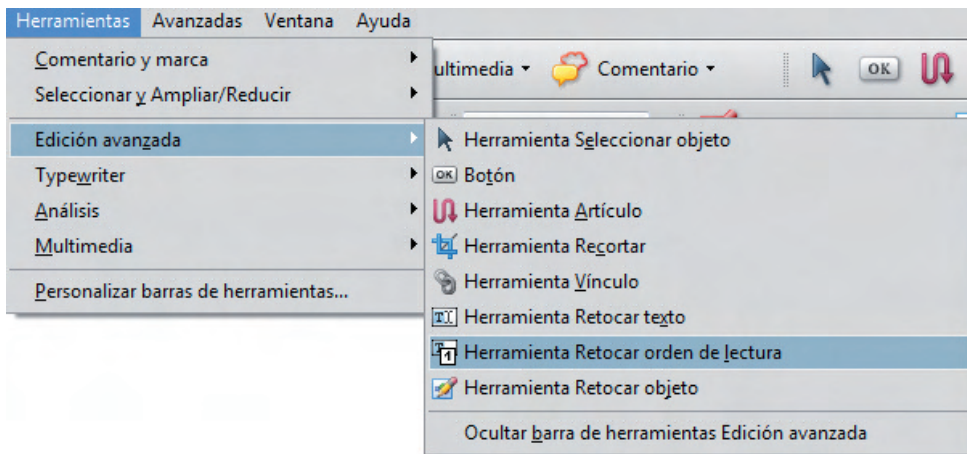 Herramientas Avanzadas Ventana Ayuda
Comentario y marca
Seleccionar y Ampliar/Reducir
Edición avanzada
Typewriter
Análisis
Multimedia
Personalizar barras de herramientas...
ultimedia Comentario OK
Herramienta Seleccionar objeto
OK Botón
Herramienta Artículo
Herramienta Recortar
Herramienta Vínculo
Herramienta Retocar texto
Herramienta Retocar orden de lectura
Herramienta Retocar objeto
Ocultar barra de herramientas Edición avanzada